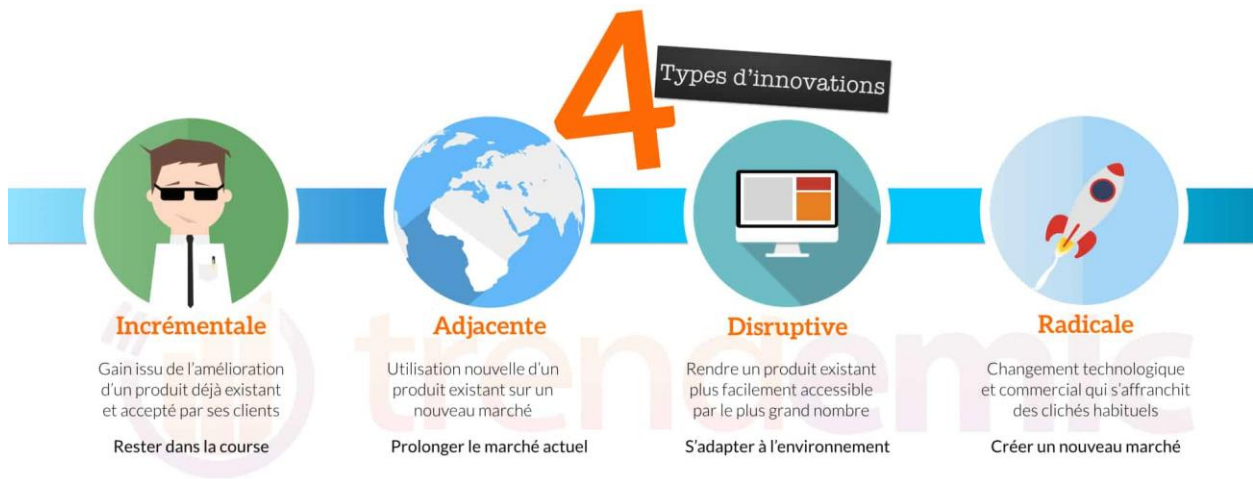 4
Types d'innovations
Incrémentale
Gain issu de l'amélioration
d'un produit déjà existant
et accepté par ses clients
Rester dans la course
Adjacente
Utilisation nouvelle d'un
produit existant sur un
nouveau marché
Prolonger le marché actuel
Disruptive
Rendre un produit existant
plus facilement accessible
par le plus grand nombre
S'adapter à l'environnement
Radicale
Changement technologique
et commercial qui s'affranchit
des clichés habituels
Créer un nouveau marché
trendemic